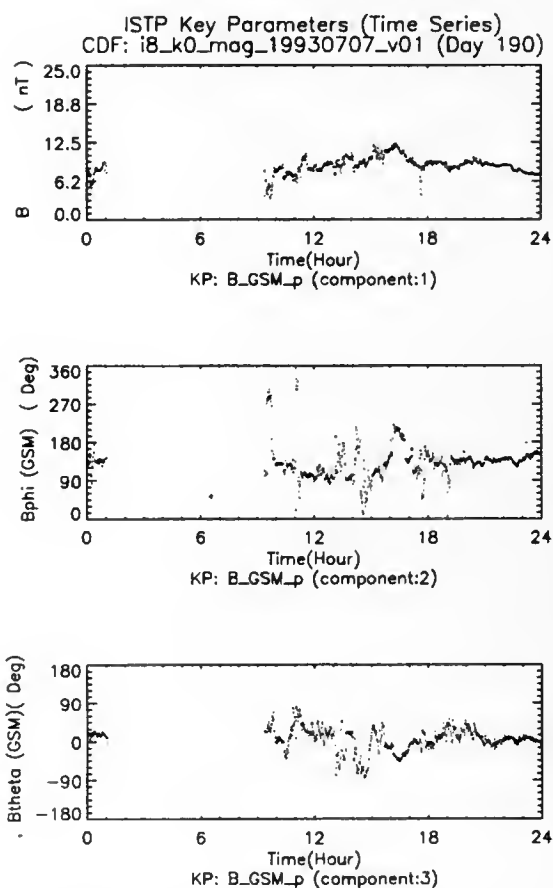 ISTP Key Parameters (Time Series)
CDF: i8_k0_mag_19930707_v01 (Day 190)
B ( nT )
25.0
18.8
12.5
6.2
0.0
0 6 12 18 24
Time(Hour)
KP: B_GSM_p (component:1)
Bphi (GSM) ( Deg)
360
270
180
90
0
0 6 12 18 24
Time(Hour)
KP: B_GSM_p (component:2)
Btheta (GSM)( Deg)
180
90
0
-90
-180
0 6 12 18 24
Time(Hour)
KP: B_GSM_p (component:3)